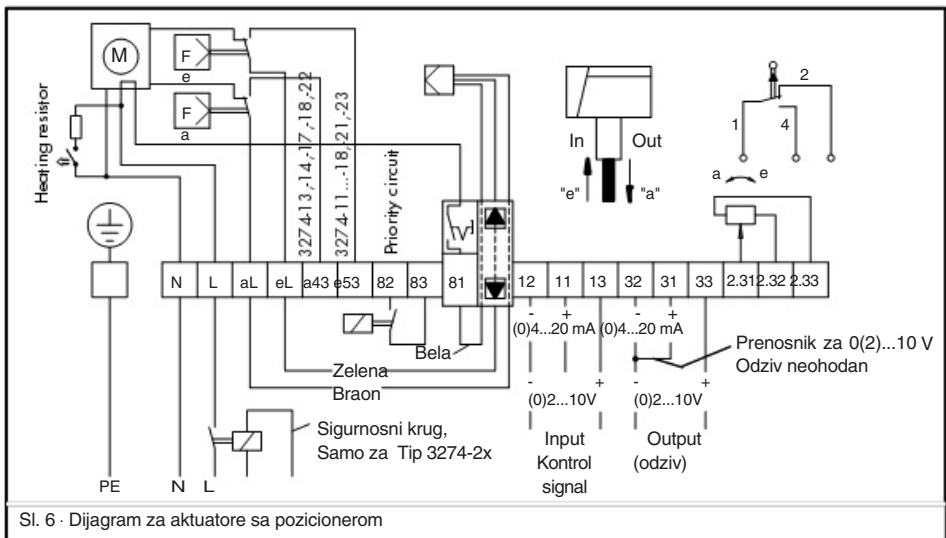 M
F
e
F
a
Heating resistor
3274-13,-14,-17,-18,-22
3274-11...-18,-21,-23
Priority circuit
In Out
"e" "a"
2
1 4
a e
N L aL eL a43 e53 82 83 81 12 11 13 32 31 33 2.31 2.32 2.33
- + - +
(0)4...20 mA (0)4...20 mA
Bela
Zelena
Braon
Prenosnik za 0(2)...10 V
Odziv neohodan
- + - +
(0)2...10V (0)2...10V
Sigurnosni krug,
Samo za Tip 3274-2x
Input
Kontrol
signal
Output
(odziv)
PE N L
Sl. 6 · Dijagram za aktuatore sa pozicionerom